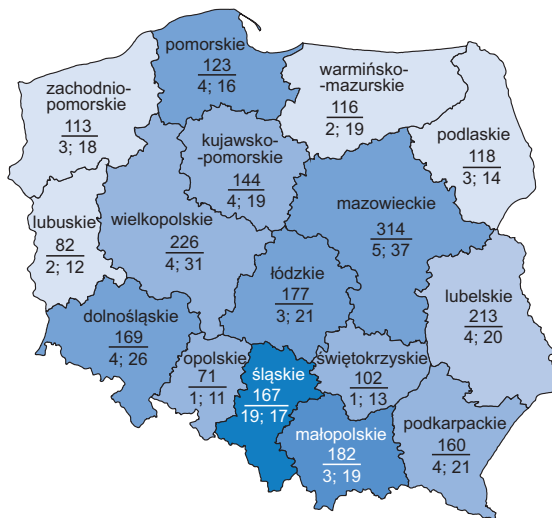 pomorskie
123
4; 16
warmińsko-
-mazurskie
116
2; 19
zachodnio-
pomorskie
113
3; 18
podlaskie
118
3; 14
kujawsko-
-pomorskie
144
4; 19
mazowieckie
314
5; 37
lubuskie
82
2; 12
wielkopolskie
226
4; 31
łódzkie
177
3; 21
lubelskie
213
4; 20
dolnośląskie
169
4; 26
opolskie
71
1; 11
śląskie
167
19; 17
świętokrzyskie
102
1; 13
małopolskie
182
3; 19
podkarpackie
160
4; 21